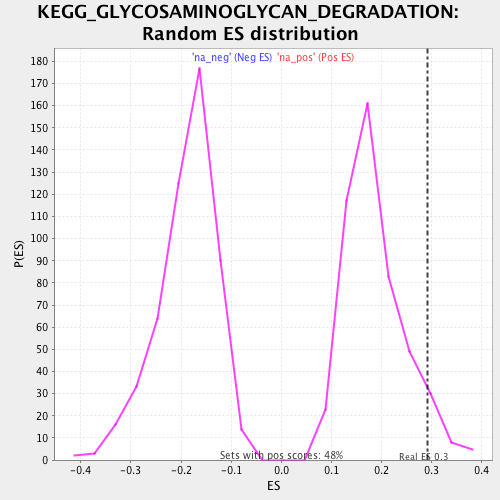 KEGG_GLYCOSAMINOGLYCAN_DEGRADATION:
Random ES distribution
'na_neg' (Neg ES) 'na_pos' (Pos ES)
180
170
160
150
140
130
120
110
100
90
80
70
60
50
40
30
20
10
0
P(ES)
Sets with pos scores: 48%
Real ES 0.3
-0.4 -0.3 -0.2 -0.1 0.0 0.1 0.2 0.3 0.4
ES